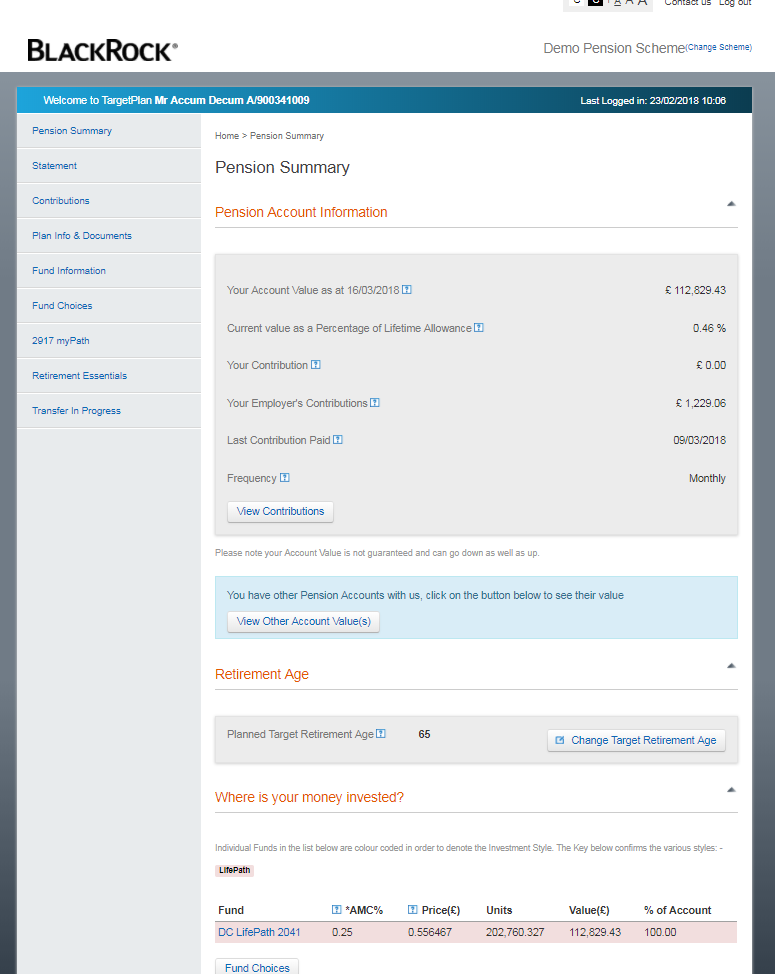 C C T A A A Contact us Log out
BLACKROCK®
Demo Pension Scheme(Change Scheme)
Welcome to TargetPlan Mr Accum Decum A/900341009 Last Logged in: 23/02/2018 10:06
Pension Summary
Statement
Contributions
Plan Info & Documents
Fund Information
Fund Choices
2917 myPath
Retirement Essentials
Transfer In Progress
Home > Pension Summary
Pension Summary
Pension Account Information
Your Account Value as at 16/03/2018 ? £ 112,829.43
Current value as a Percentage of Lifetime Allowance ? 0.46 %
Your Contribution ? £ 0.00
Your Employer's Contributions ? £ 1,229.06
Last Contribution Paid ? 09/03/2018
Frequency ? Monthly
View Contributions
Please note your Account Value is not guaranteed and can go down as well as up.
You have other Pension Accounts with us, click on the button below to see their value
View Other Account Value(s)
Retirement Age
Planned Target Retirement Age ? 65 Change Target Retirement Age
Where is your money invested?
Individual Funds in the list below are colour coded in order to denote the Investment Style. The Key below confirms the various styles: -
LifePath
Fund ? *AMC% ? Price(£) Units Value(£) % of Account
DC LifePath 2041 0.25 0.556467 202,760.327 112,829.43 100.00
Fund Choices